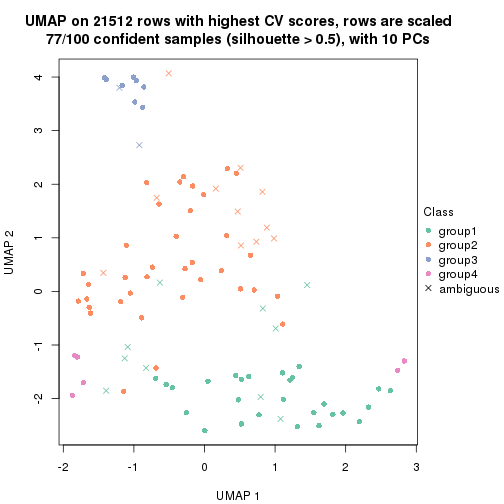 UMAP on 21512 rows with highest CV scores, rows are scaled
77/100 confident samples (silhouette > 0.5), with 10 PCs
4
3
2
1
0
-1
-2
UMAP 2
-2
-1
0
1
2
3
UMAP 1
Class
group1
group2
group3
group4
ambiguous